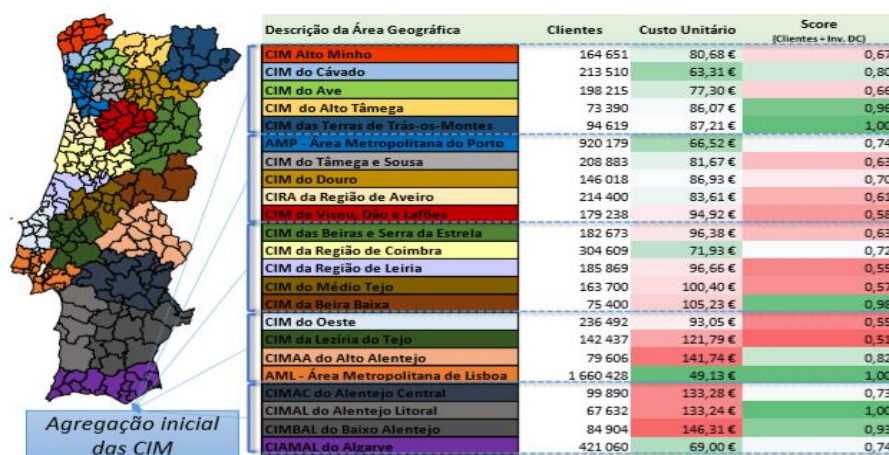 Descrição da Área Geográfica Clientes Custo Unitário Score
(Clientes + Inv. DC)
CIM Alto Minho 164 651 80,68 € 0,67
CIM do Cávado 213 510 63,31 € 0,80
CIM do Ave 198 215 77,30 € 0,66
CIM do Alto Tâmega 73 390 86,07 € 0,96
CIM das Terras de Trás-os-Montes 94 619 87,21 € 1,00
AMP - Área Metropolitana do Porto 920 179 66,52 € 0,74
CIM do Tâmega e Sousa 208 883 81,67 € 0,63
CIM do Douro 146 018 86,93 € 0,70
CIRA da Região de Aveiro 214 400 83,61 € 0,61
CIM de Viseu, Dão e Lafões 179 238 94,92 € 0,58
CIM das Beiras e Serra da Estrela 182 673 96,38 € 0,63
CIM da Região de Coimbra 304 609 71,93 € 0,72
CIM da Região de Leiria 185 869 96,66 € 0,55
CIM do Médio Tejo 163 700 100,40 € 0,57
CIM da Beira Baixa 75 400 105,23 € 0,98
CIM do Oeste 236 492 93,05 € 0,55
CIM da Lezíria do Tejo 142 437 121,79 € 0,51
CIMAA do Alto Alentejo 79 606 141,74 € 0,82
AML - Área Metropolitana de Lisboa 1 660 428 49,13 € 1,00
CIMAC do Alentejo Central 99 890 133,28 € 0,73
CIMAL do Alentejo Litoral 67 632 133,24 € 1,00
CIMBAL do Baixo Alentejo 84 904 146,31 € 0,93
CIAMAL do Algarve 421 060 69,00 € 0,74
Agregação inicial
das CIM